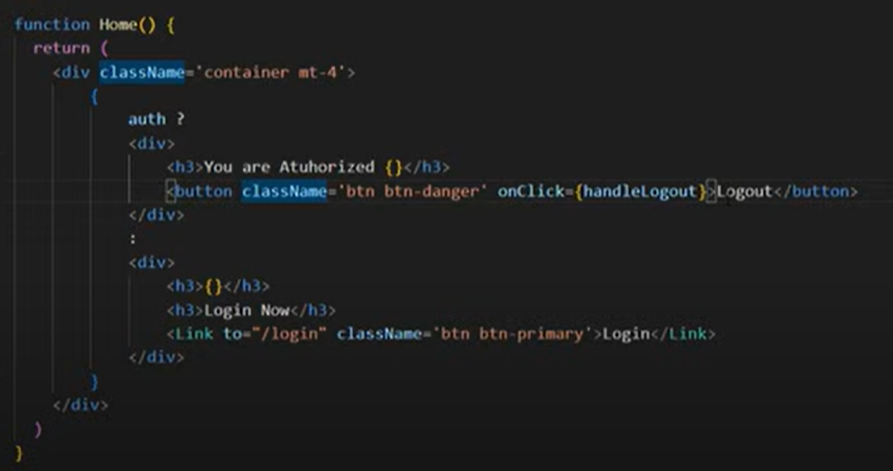 function Home() {
return (
<div className='container mt-4'>
{
auth ?
<div>
<h3>You are Atuhorized {}</h3>
<button className='btn btn-danger' onClick={handleLogout}>Logout</button>
</div>
:
<div>
<h3>{}</h3>
<h3>Login Now</h3>
<Link to="/login" className='btn btn-primary'>Login</Link>
</div>
}
</div>
)
}